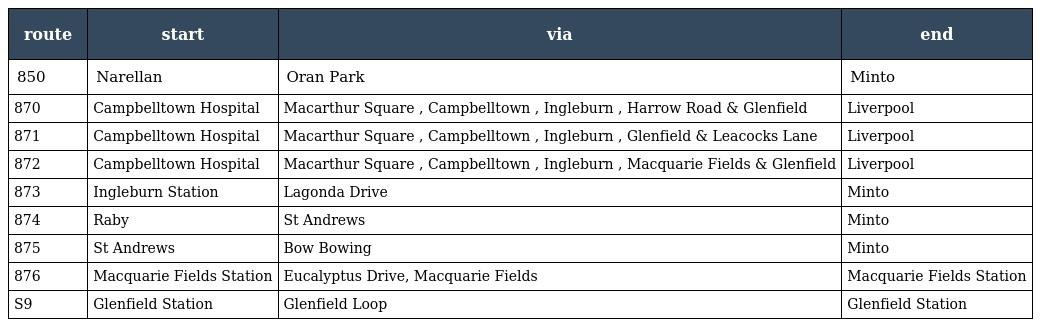 route start via end
850 Narellan Oran Park Minto
870 Campbelltown Hospital Macarthur Square , Campbelltown , Ingleburn , Harrow Road & Glenfield Liverpool
871 Campbelltown Hospital Macarthur Square , Campbelltown , Ingleburn , Glenfield & Leacocks Lane Liverpool
872 Campbelltown Hospital Macarthur Square , Campbelltown , Ingleburn , Macquarie Fields & Glenfield Liverpool
873 Ingleburn Station Lagonda Drive Minto
874 Raby St Andrews Minto
875 St Andrews Bow Bowing Minto
876 Macquarie Fields Station Eucalyptus Drive, Macquarie Fields Macquarie Fields Station
S9 Glenfield Station Glenfield Loop Glenfield Station